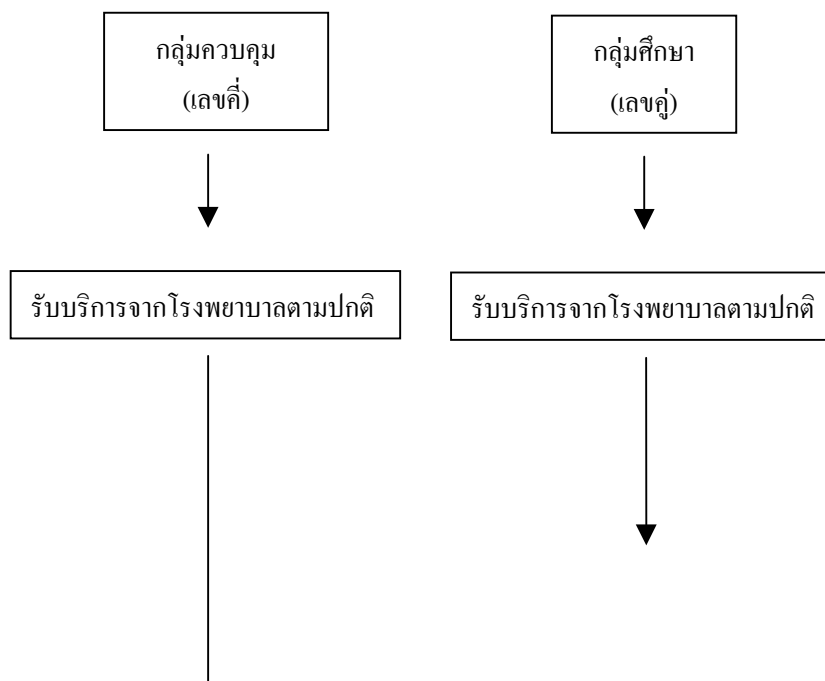 กลุ่มควบคุม
(เลขคี่)
กลุ่มศึกษา
(เลขคู่)
รับบริการจากโรงพยาบาลตามปกติ
รับบริการจากโรงพยาบาลตามปกติ